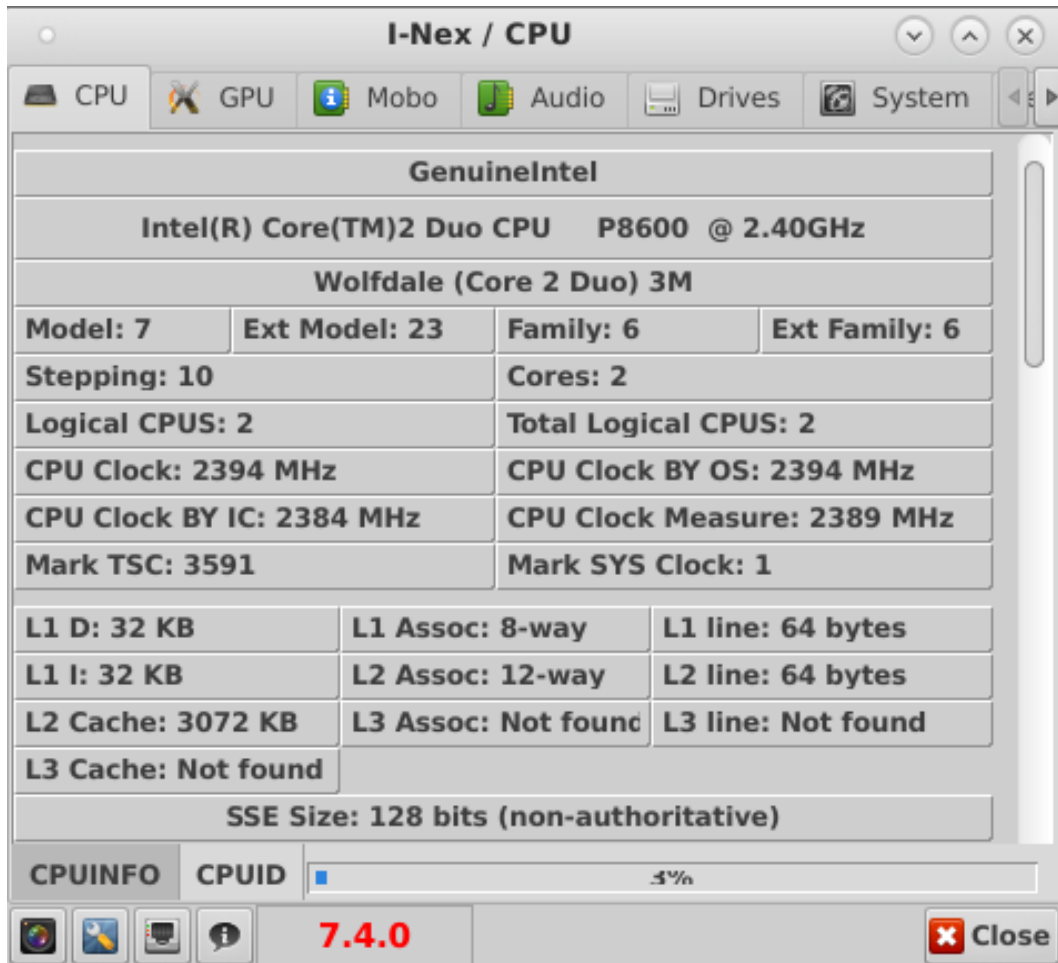 I-Nex / CPU
CPU GPU Mobo Audio Drives System
GenuineIntel
Intel(R) Core(TM)2 Duo CPU P8600 @ 2.40GHz
Wolfdale (Core 2 Duo) 3M
Model: 7 Ext Model: 23 Family: 6 Ext Family: 6
Stepping: 10 Cores: 2
Logical CPUS: 2 Total Logical CPUS: 2
CPU Clock: 2394 MHz CPU Clock BY OS: 2394 MHz
CPU Clock BY IC: 2384 MHz CPU Clock Measure: 2389 MHz
Mark TSC: 3591 Mark SYS Clock: 1
L1 D: 32 KB L1 Assoc: 8-way L1 line: 64 bytes
L1 I: 32 KB L2 Assoc: 12-way L2 line: 64 bytes
L2 Cache: 3072 KB L3 Assoc: Not found L3 line: Not found
L3 Cache: Not found
SSE Size: 128 bits (non-authoritative)
CPUINFO CPUID
7.4.0 Close